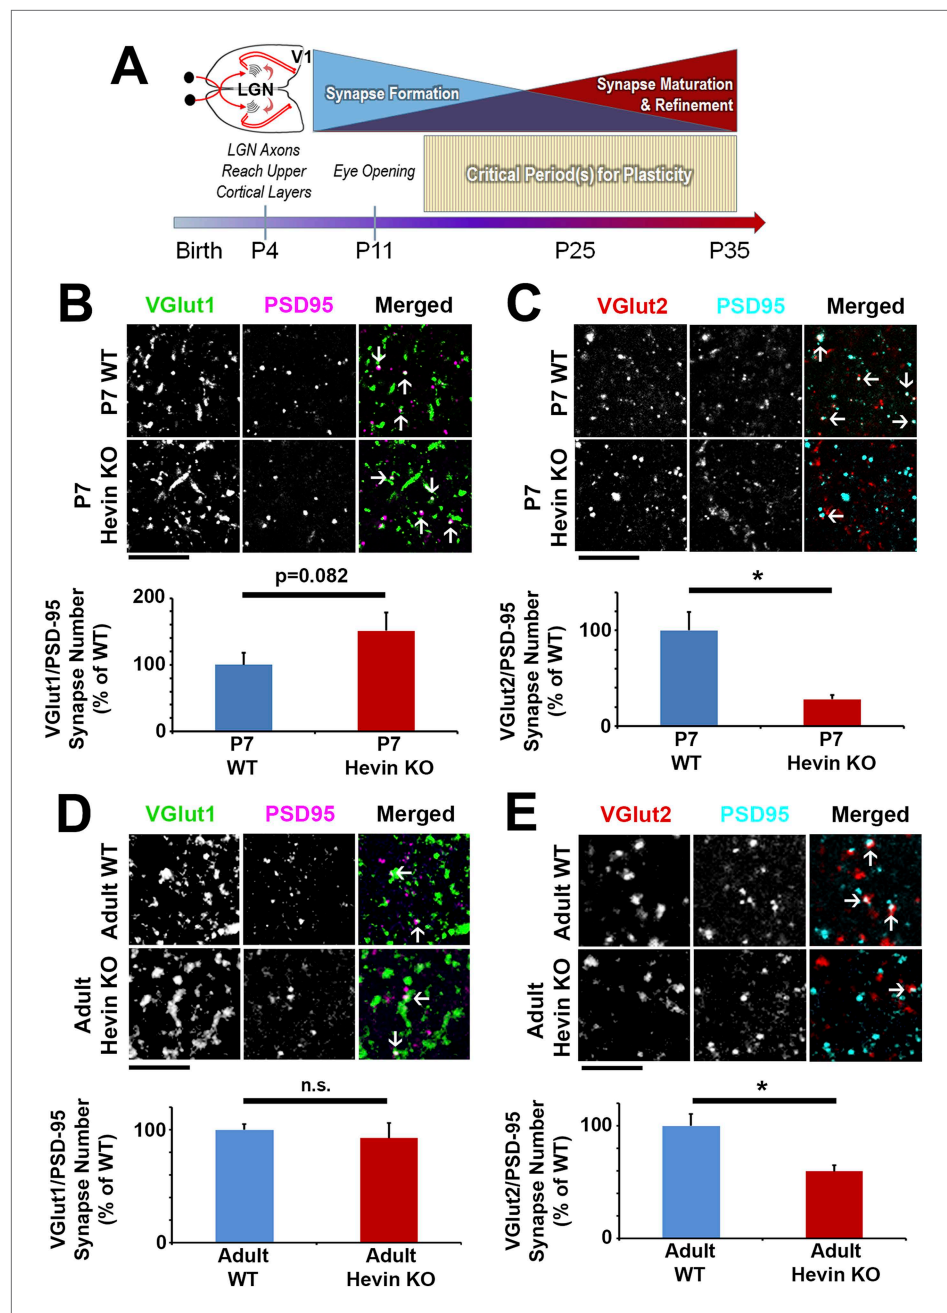 A
V1
LGN
Synapse Formation
Synapse Maturation
& Refinement
LGN Axons
Reach Upper
Cortical Layers
Eye Opening
Critical Period(s) for Plasticity
Birth P4 P11 P25 P35
B
VGlut1 PSD95 Merged
P7 WT
P7
Hevin KO
p=0.082
VGlut1/PSD-95
Synapse Number
(% of WT)
200
100
0
P7
WT
P7
Hevin KO
C
VGlut2 PSD95 Merged
P7 WT
P7
Hevin KO
*
VGlut2/PSD-95
Synapse Number
(% of WT)
100
0
P7
WT
P7
Hevin KO
D
VGlut1 PSD95 Merged
Adult WT
Adult
Hevin KO
n.s.
VGlut1/PSD-95
Synapse Number
(% of WT)
100
0
Adult
WT
Adult
Hevin KO
E
VGlut2 PSD95 Merged
Adult WT
Adult
Hevin KO
*
VGlut2/PSD-95
Synapse Number
(% of WT)
100
0
Adult
WT
Adult
Hevin KO